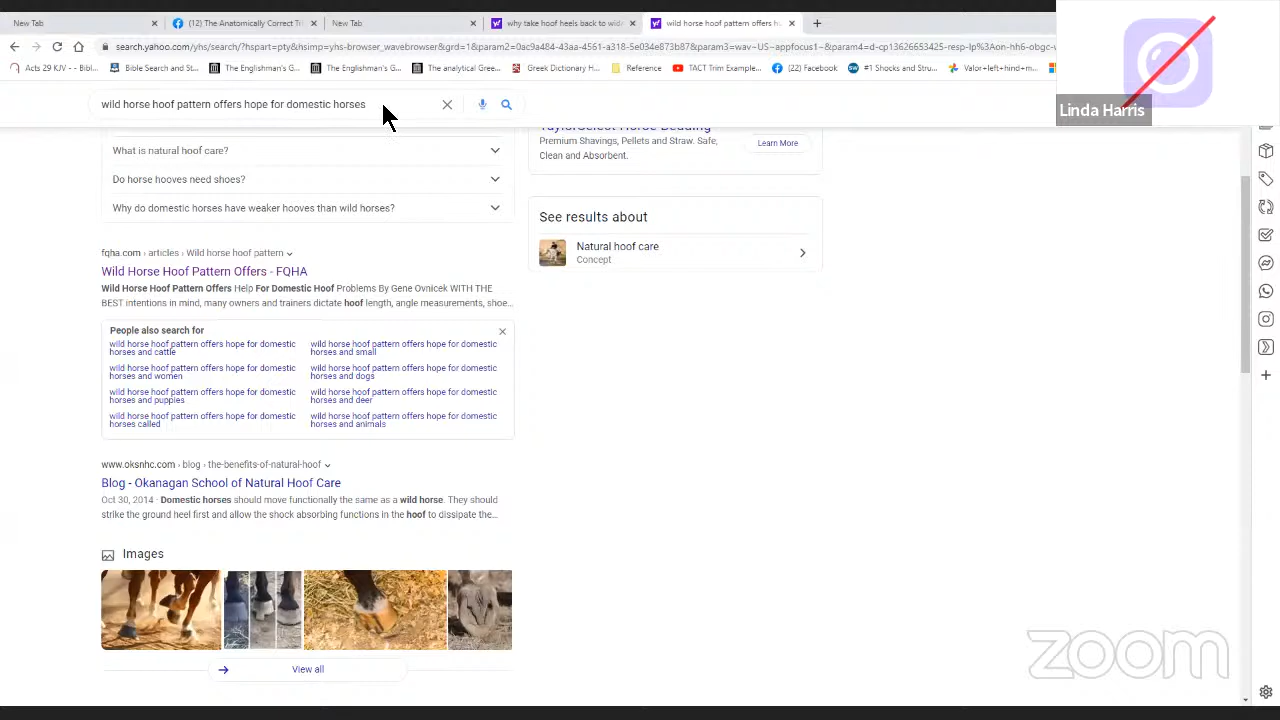 New Tab
(12) The Anatomically Correct Tri
New Tab
why take hoof heels back to wide
wild horse hoof pattern offers h
search.yahoo.com/yhs/search/?hspart=pty&hsimp=yhs-browser_wavebrowser&grd=1&param2=0ac9a484-43aa-4561-a318-5e034e873b87&param3=wav~US~appfocus1~&param4=d-cp13626653425-resp-lp%3Aon-hh6-obgc-
Acts 29 KJV - - Bibl...
Bible Search and St...
The Englishman's G...
The Englishman's G...
The analytical Gree...
Greek Dictionary H...
Reference
TACT Trim Example...
(22) Facebook
#1 Shocks and Stru...
Valor+left+hind+m...
Linda Harris
wild horse hoof pattern offers hope for domestic horses
What is natural hoof care?
Do horse hooves need shoes?
Why do domestic horses have weaker hooves than wild horses?
TaylorSelect Horse Bedding
Premium Shavings, Pellets and Straw. Safe,
Clean and Absorbent.
Learn More
See results about
Natural hoof care
Concept
fqha.com › articles › Wild horse hoof pattern
Wild Horse Hoof Pattern Offers - FQHA
Wild Horse Hoof Pattern Offers Help For Domestic Hoof Problems By Gene Ovnicek WITH THE
BEST intentions in mind, many owners and trainers dictate hoof length, angle measurements, shoe...
People also search for
wild horse hoof pattern offers hope for domestic
horses and cattle
wild horse hoof pattern offers hope for domestic
horses and small
wild horse hoof pattern offers hope for domestic
horses and women
wild horse hoof pattern offers hope for domestic
horses and dogs
wild horse hoof pattern offers hope for domestic
horses and puppies
wild horse hoof pattern offers hope for domestic
horses and deer
wild horse hoof pattern offers hope for domestic
horses called
wild horse hoof pattern offers hope for domestic
horses and animals
www.oksnhc.com › blog › the-benefits-of-natural-hoof
Blog - Okanagan School of Natural Hoof Care
Oct 30, 2014 · Domestic horses should move functionally the same as a wild horse. They should
strike the ground heel first and allow the shock absorbing functions in the hoof to dissipate the...
Images
View all
zoom